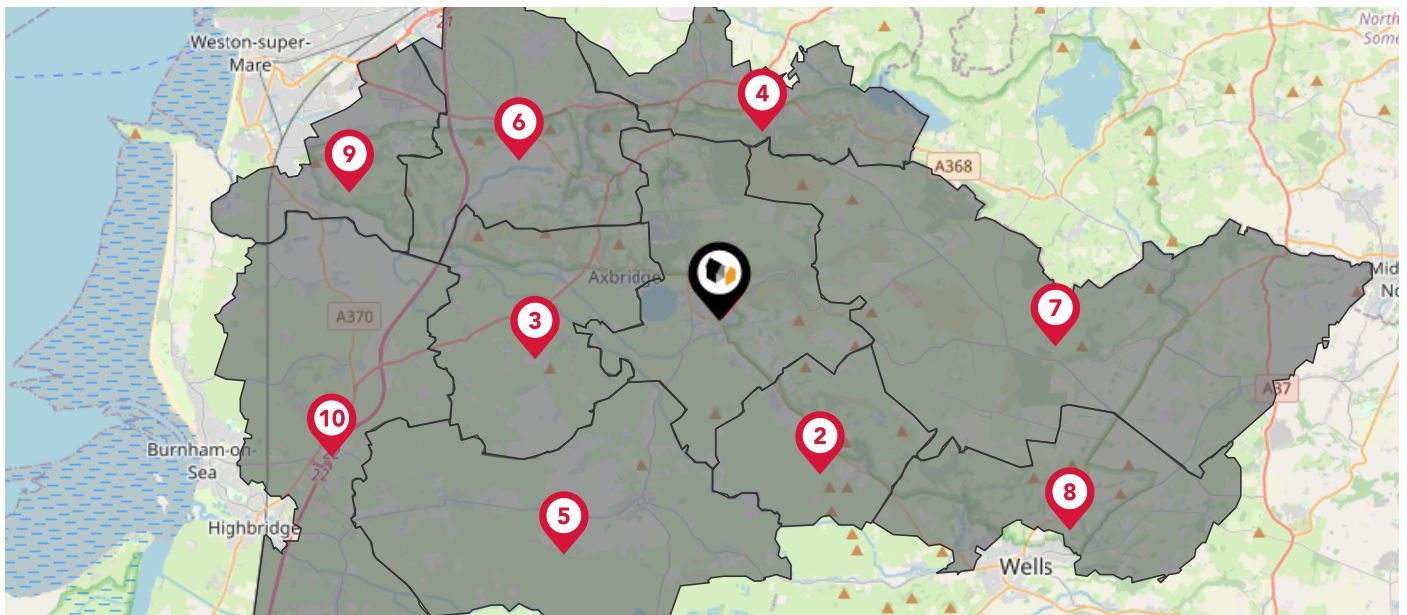 21
Weston-super-
Mare
North
Some
4
6
9
A368
Axbridge
Mid
No
A370
3
7
A37
10
2
Burnham-on-
Sea
22
22
8
5
Highbridge
Wells